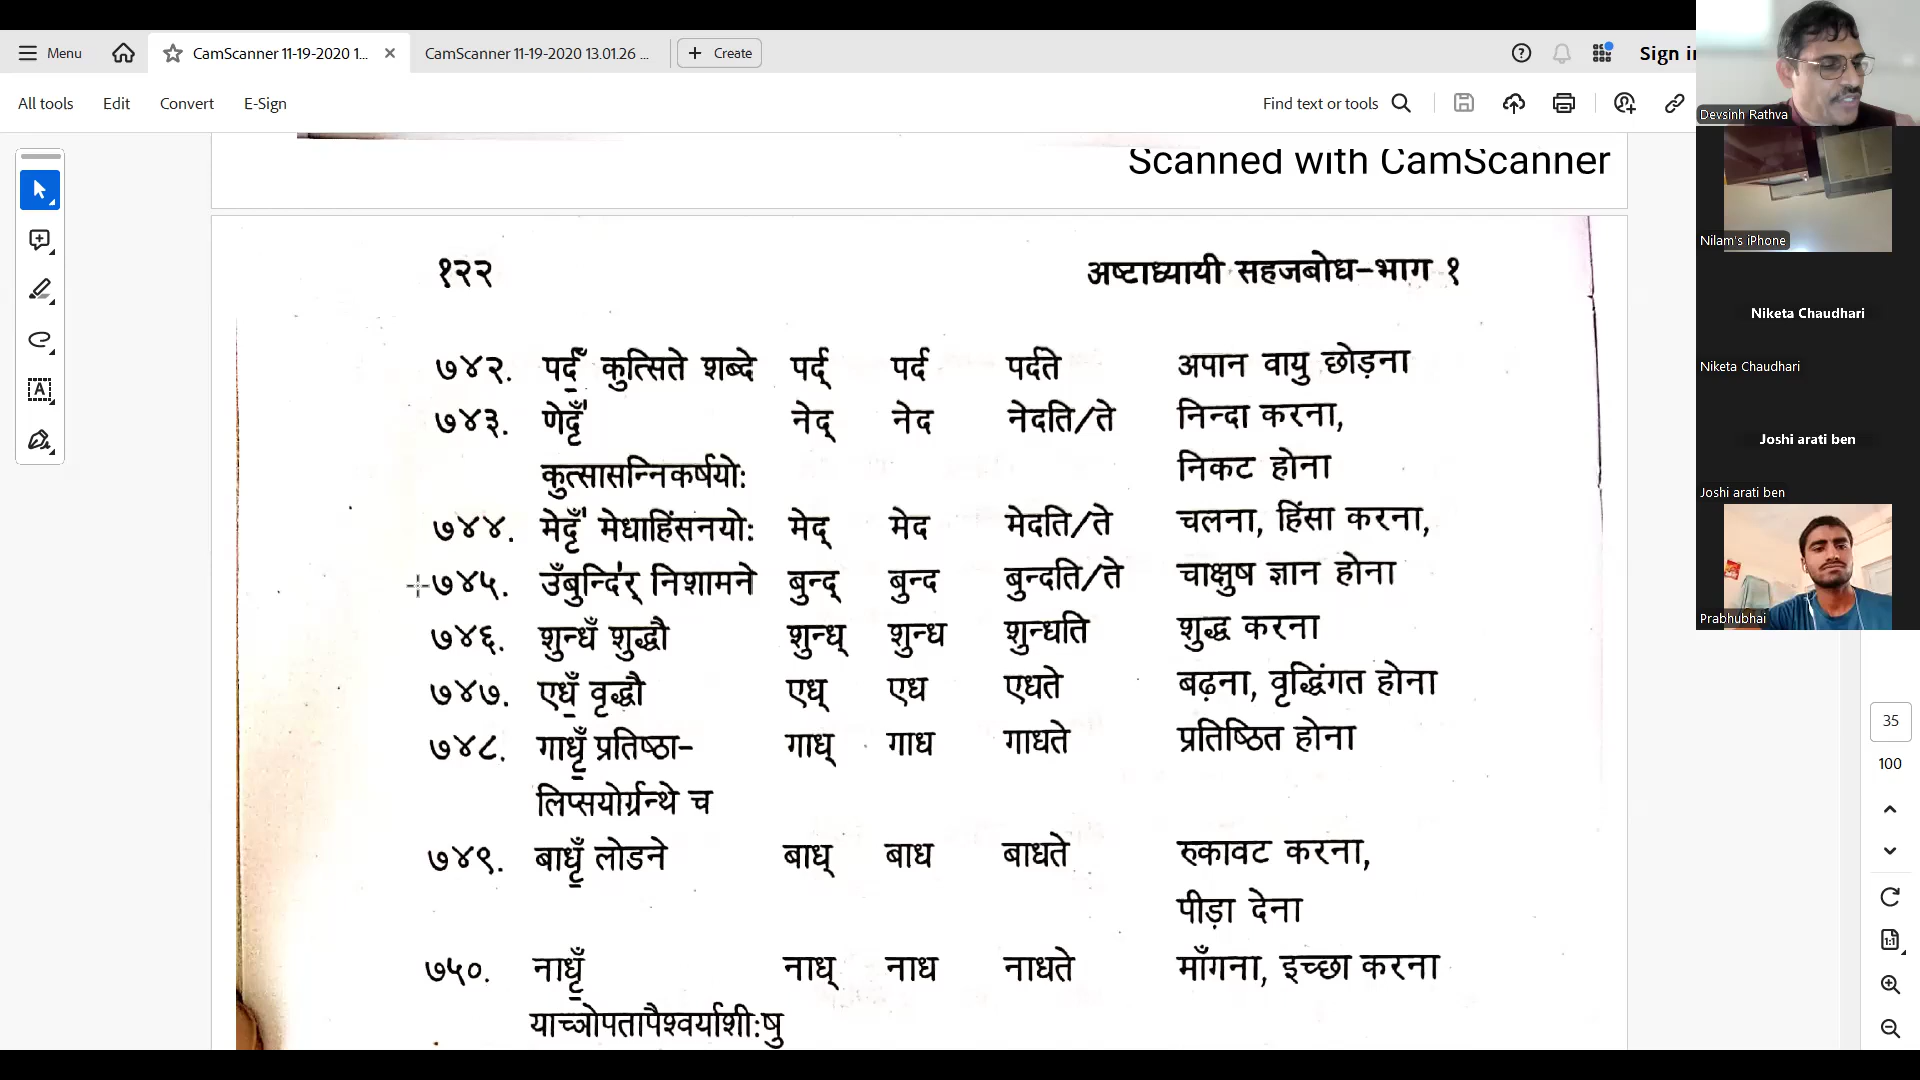 Menu
CamScanner 11-19-2020 1...
CamScanner 11-19-2020 13.01.26 ...
Create
Sign in
All tools
Edit
Convert
E-Sign
Find text or tools
Scanned with CamScanner
१२२ अष्टाध्यायी सहजबोध-भाग १
७४२. पर्दँ॒ कुत्सिते शब्दे पर्द् पर्द पर्दते अपान वायु छोड़ना
७४३. णेदृँ॑ नेद् नेद नेदति/ते निन्दा करना,
कुत्सासन्निकर्षयो: निकट होना
७४४. मेदृँ॑ मेधाहिंसनयो: मेद् मेद मेदति/ते चलना, हिंसा करना,
७४५. उँबुन्दि॑र् निशामने बुन्द् बुन्द बुन्दति/ते चाक्षुष ज्ञान होना
७४६. शुन्धँ शुद्धौ शुन्ध् शुन्ध शुन्धति शुद्ध करना
७४७. एधँ॒ वृद्धौ एध् एध एधते बढ़ना, वृद्धिंगत होना
७४८. गाधृँ॒ प्रतिष्ठा- गाध् गाध गाधते प्रतिष्ठित होना
लिप्सयोर्ग्रन्थे च
७४९. बाधृँ॒ लोडने बाध् बाध बाधते रुकावट करना,
पीड़ा देना
७५०. नाधृँ॒ नाध् नाध नाधते माँगना, इच्छा करना
याच्ञोपतापैश्वर्याशी:षु
35
100
Devsinh Rathva
Nilam's iPhone
Niketa Chaudhari
Niketa Chaudhari
Joshi arati ben
Joshi arati ben
Prabhubhai